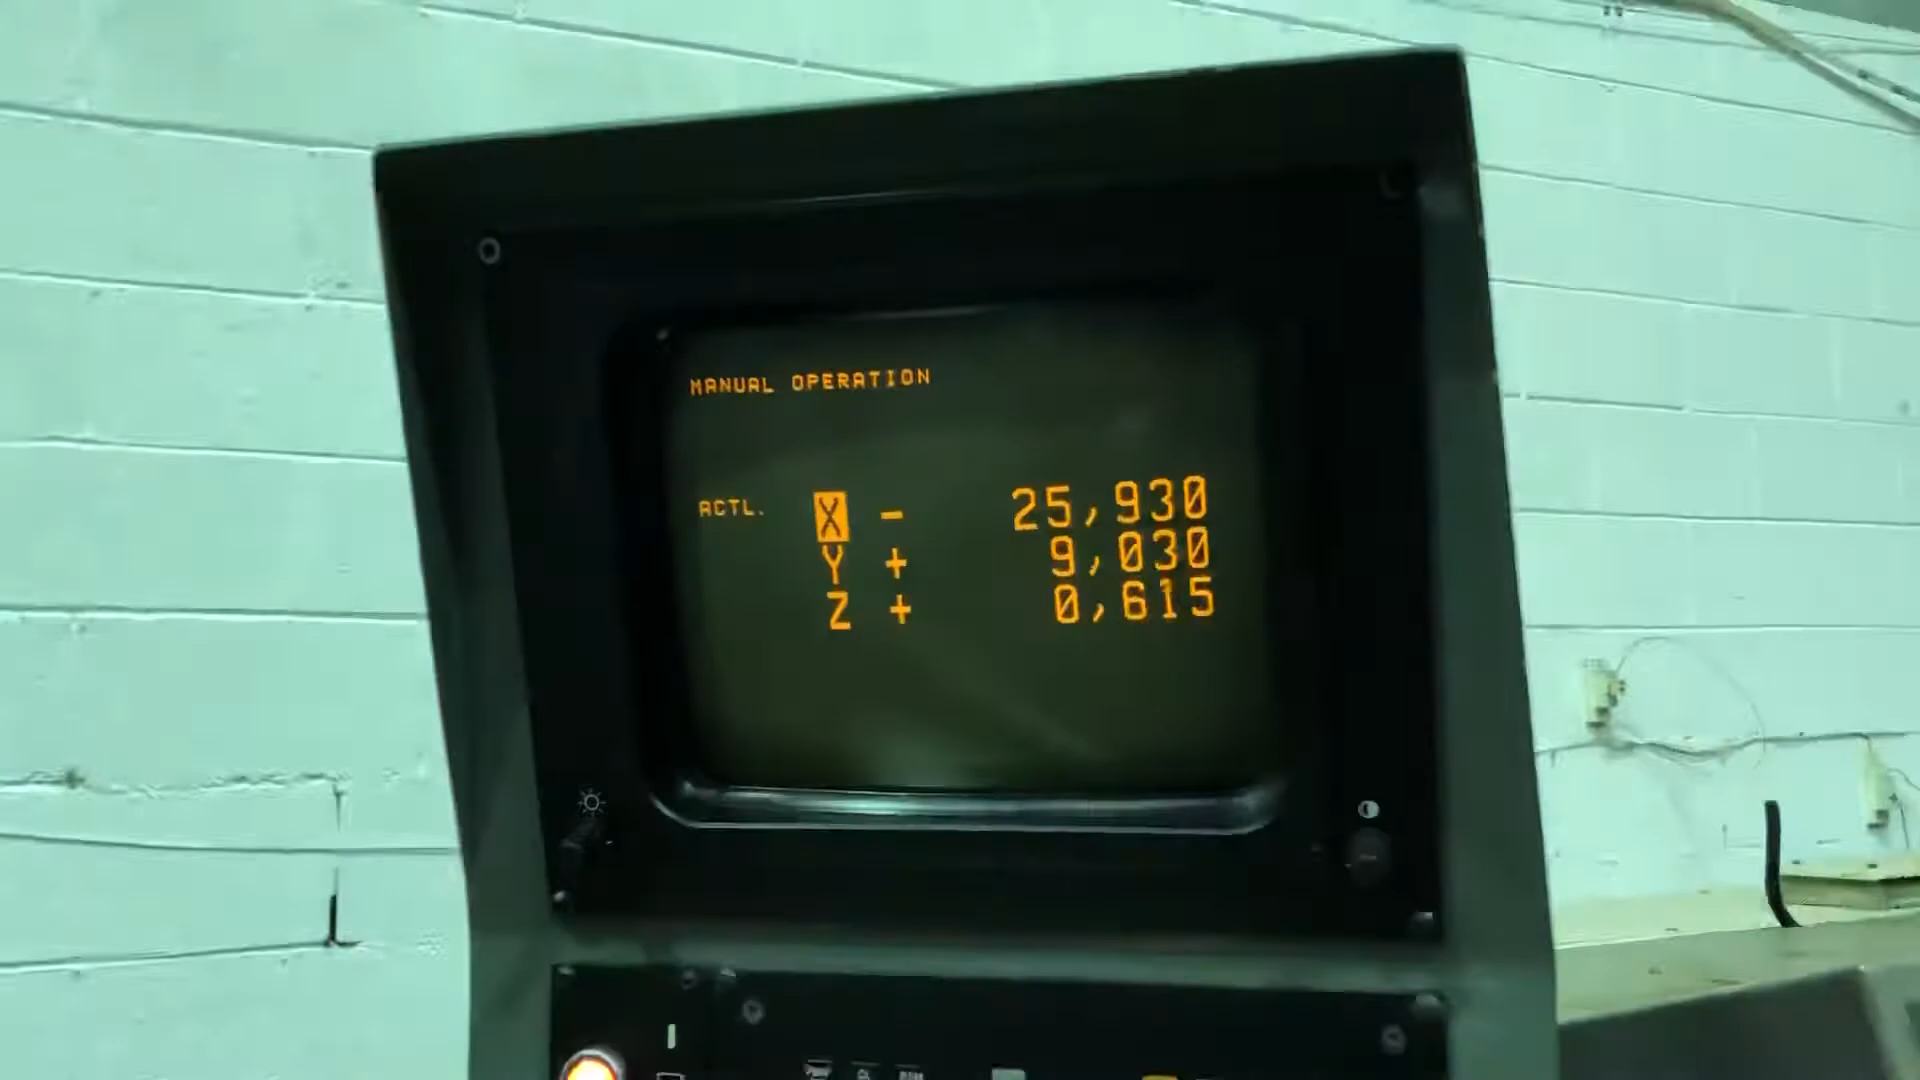 MANUAL OPERATION
ACTL. X - 25,930
Y + 9,030
Z + 0,615